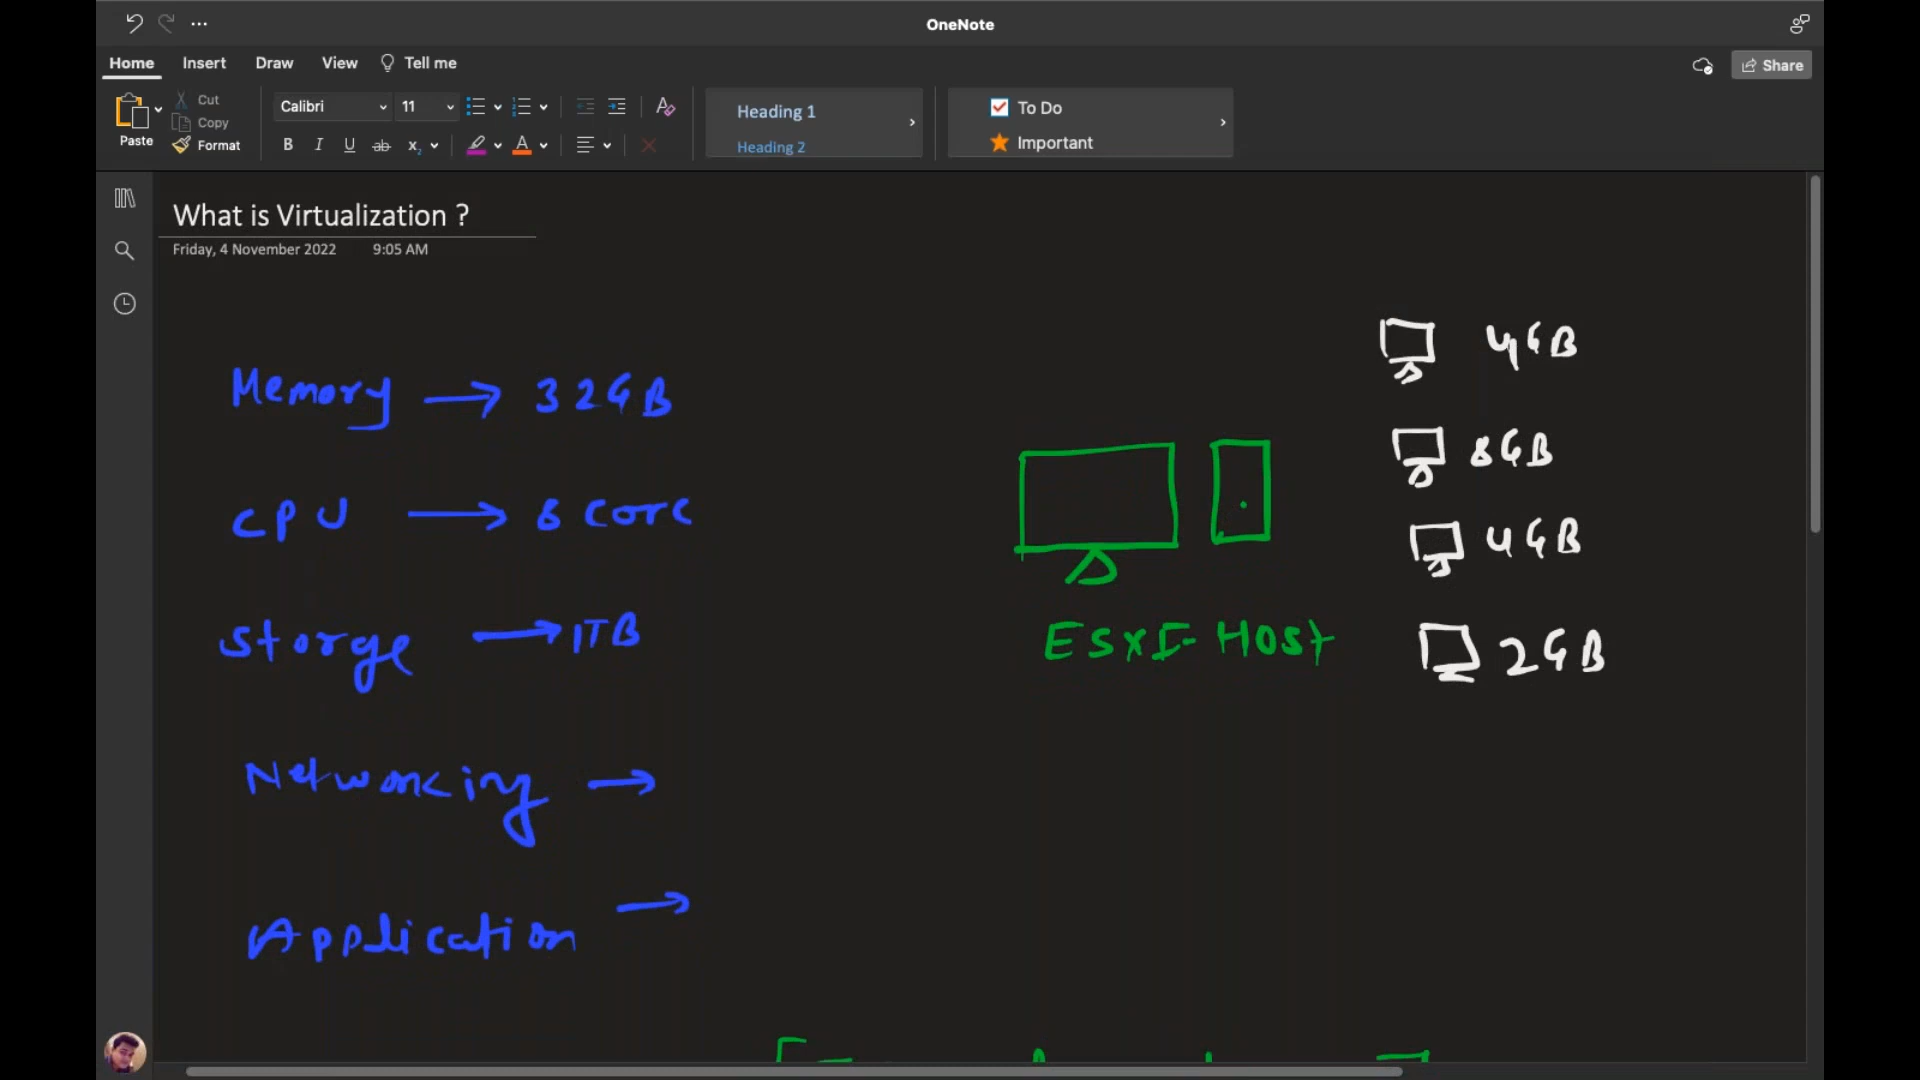 OneNote
Home Insert Draw View Tell me
Share
Paste
Cut
Copy
Format
Calibri 11
B I U ab x₂ A
Heading 1
Heading 2
To Do
Important
What is Virtualization ?
Friday, 4 November 2022 9:05 AM
Memory → 32GB
CPU → 8 Core
Storge → 1TB
Networking →
Application →
ESXI-HOST
4GB
8GB
4GB
2GB